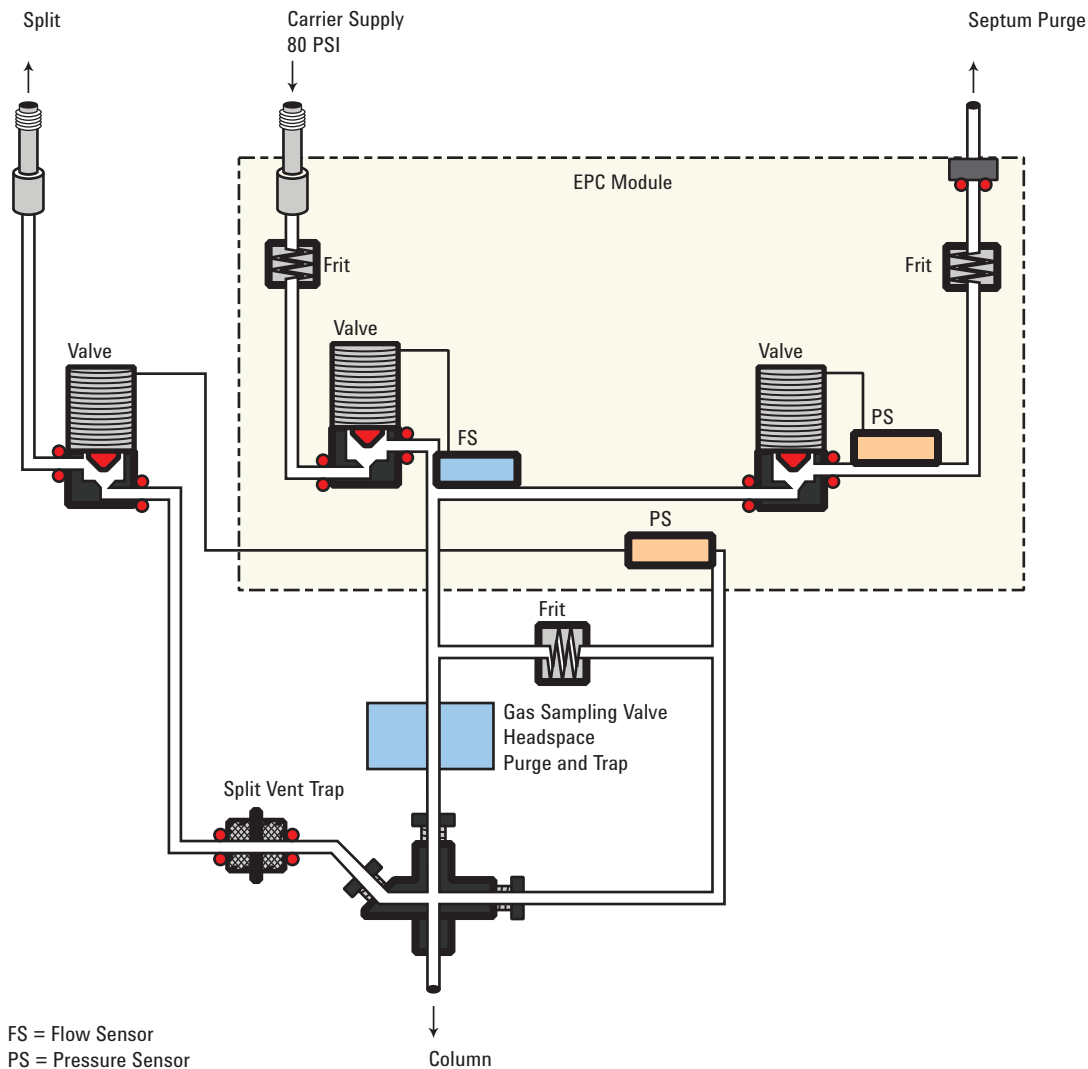 Split
Carrier Supply
80 PSI
Septum Purge
EPC Module
Frit
Frit
Valve
Valve
Valve
FS
PS
PS
Frit
Gas Sampling Valve
Headspace
Purge and Trap
Split Vent Trap
FS = Flow Sensor
PS = Pressure Sensor
Column